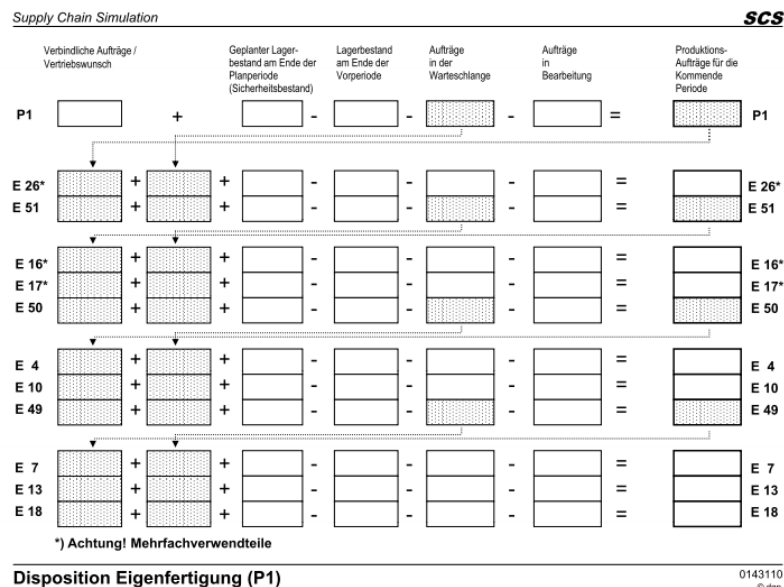 Supply Chain Simulation SCS
Verbindliche Aufträge / Geplanter Lager- Lagerbestand Aufträge Aufträge Produktions-
Vertriebswunsch bestand am Ende der am Ende der in der in Aufträge für die
Planperiode Vorperiode Warteschlange Bearbeitung Kommende
(Sicherheitsbestand) Periode
P1 + - - - = P1
E 26* + + - - - = E 26*
E 51 + + - - - = E 51
E 16* + + - - - = E 16*
E 17* + + - - - = E 17*
E 50 + + - - - = E 50
E 4 + + - - - = E 4
E 10 + + - - - = E 10
E 49 + + - - - = E 49
E 7 + + - - - = E 7
E 13 + + - - - = E 13
E 18 + + - - - = E 18
*) Achtung! Mehrfachverwendteile
Disposition Eigenfertigung (P1) 0143110